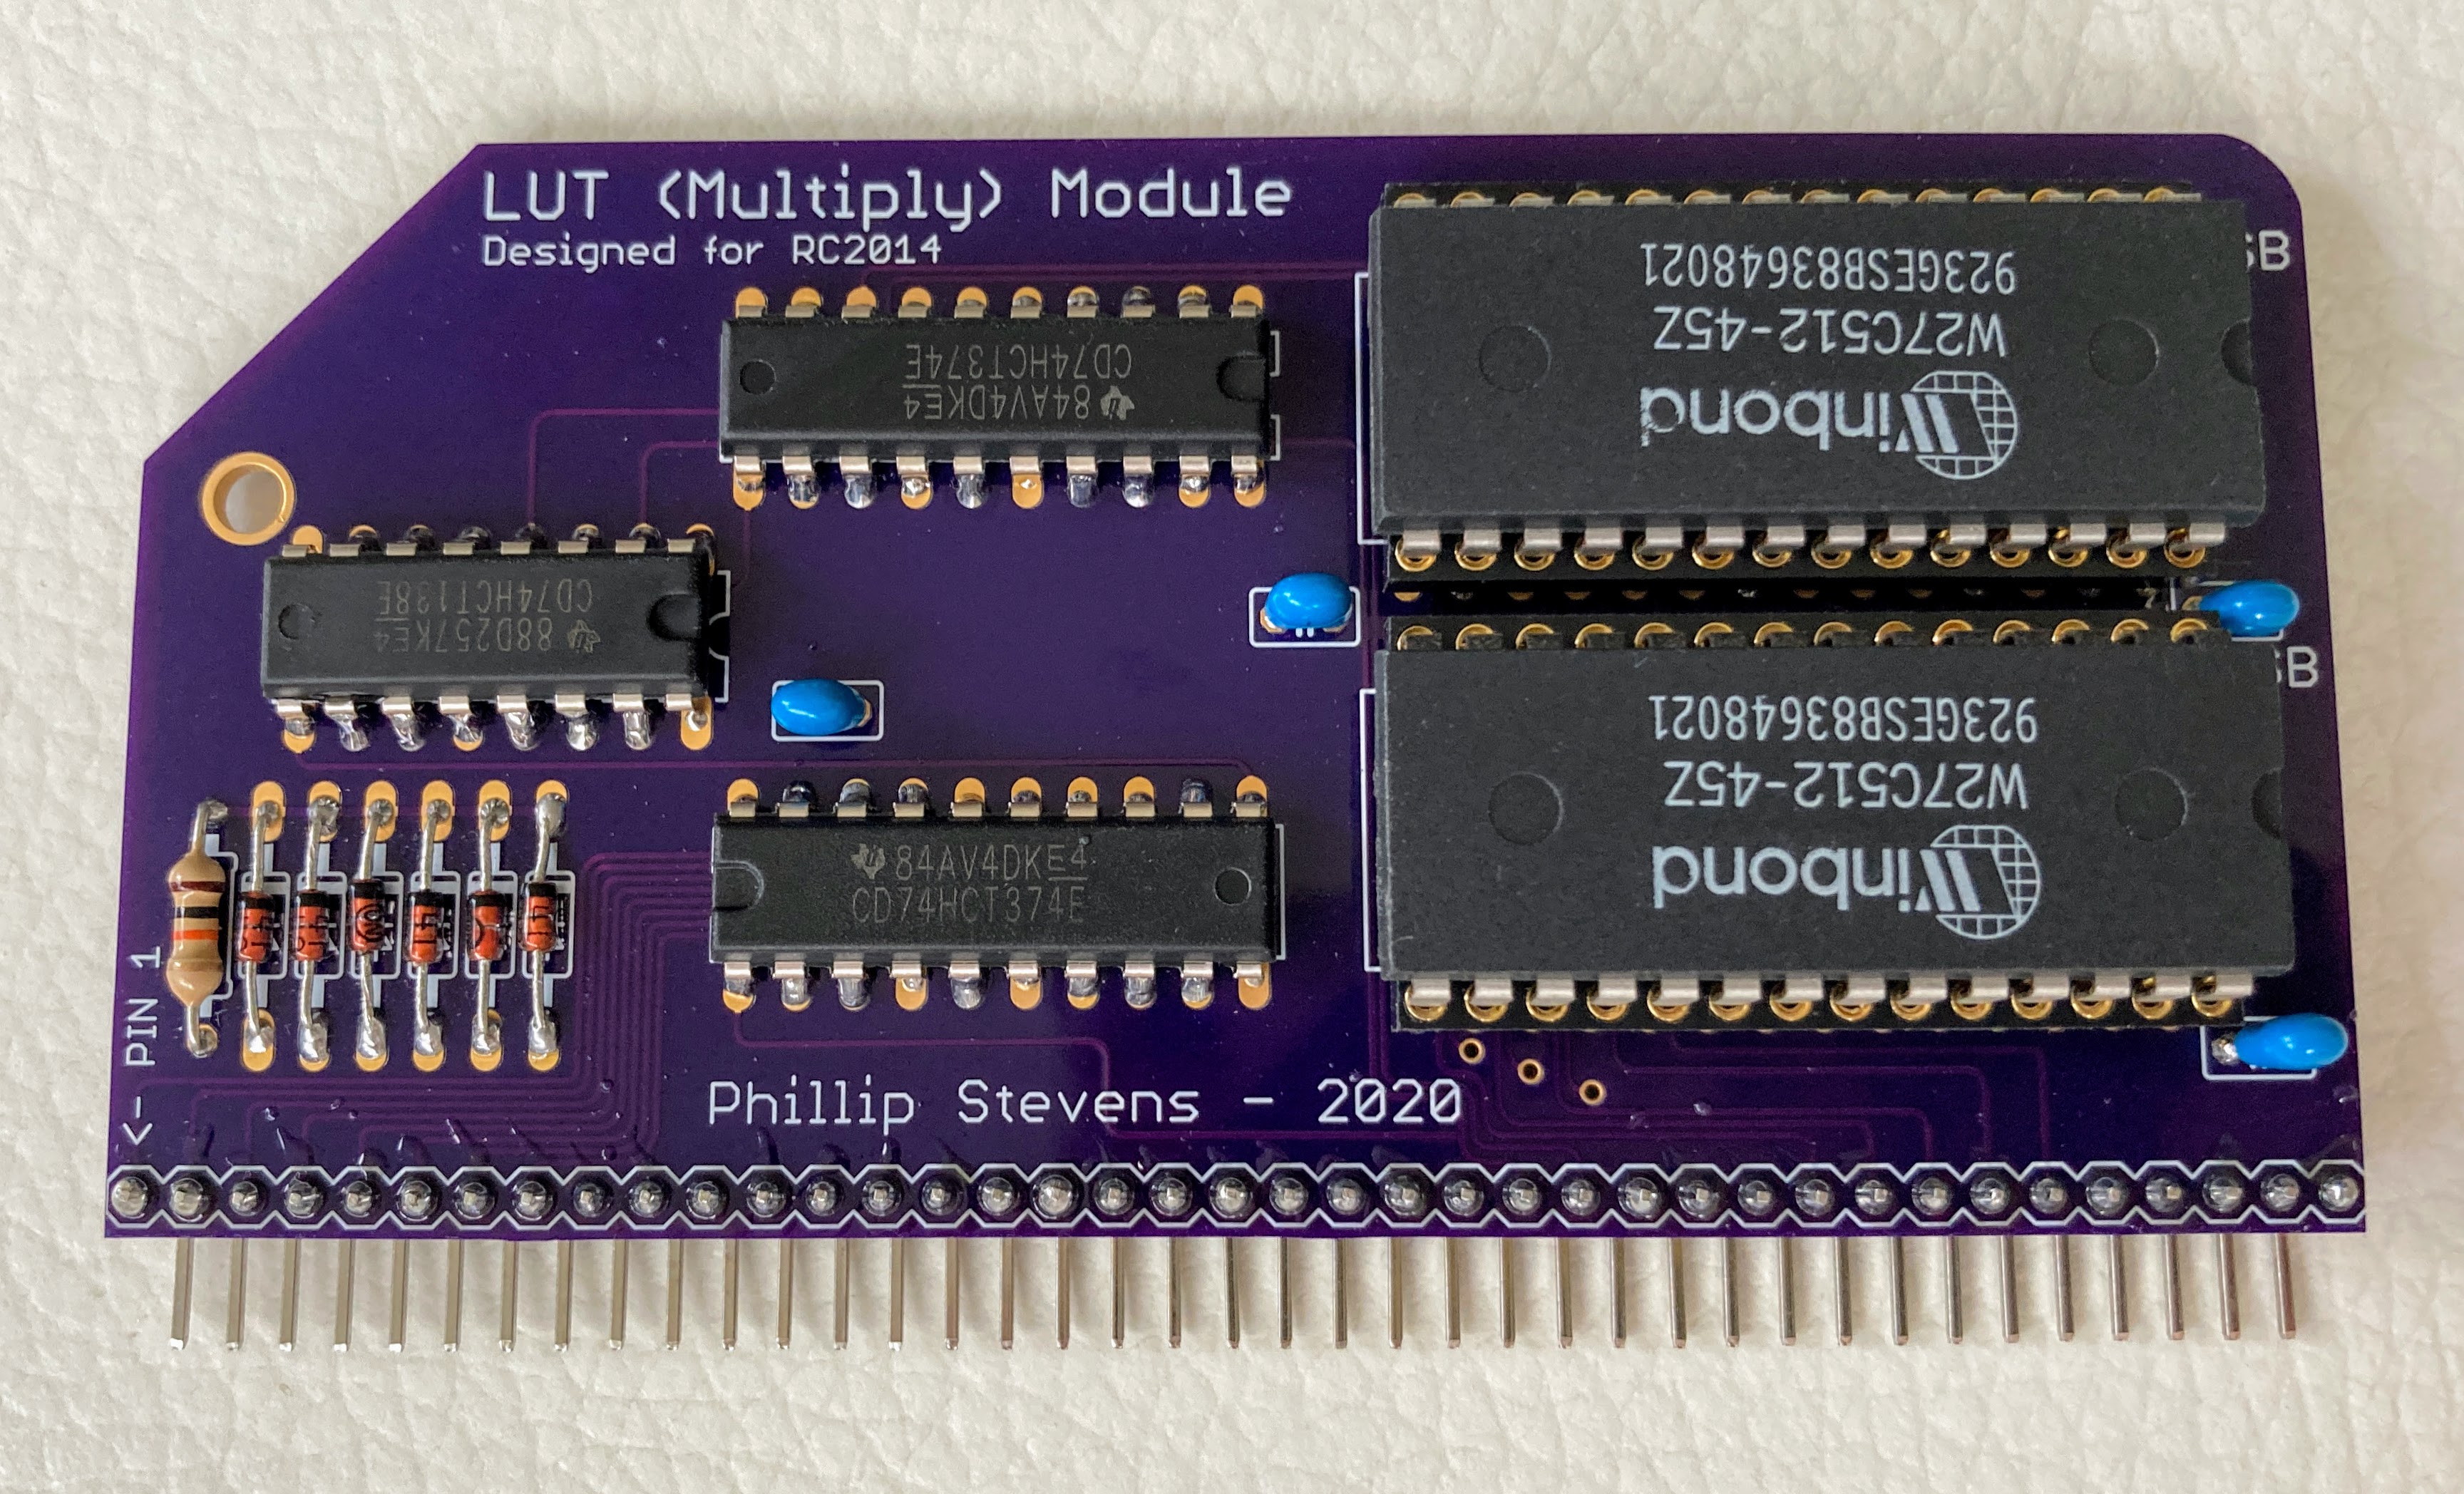 LUT (Multiply) Module
Designed for RC2014
84AV4DKE4
CD74HCT374E
Winbond
W27C512-45Z
923GESB83648021
SB
88D257KE4
CD74HCT138E
Winbond
W27C512-45Z
923GESB83648021
SB
84AV4DKE4
CD74HCT374E
<- PIN 1
Phillip Stevens - 2020